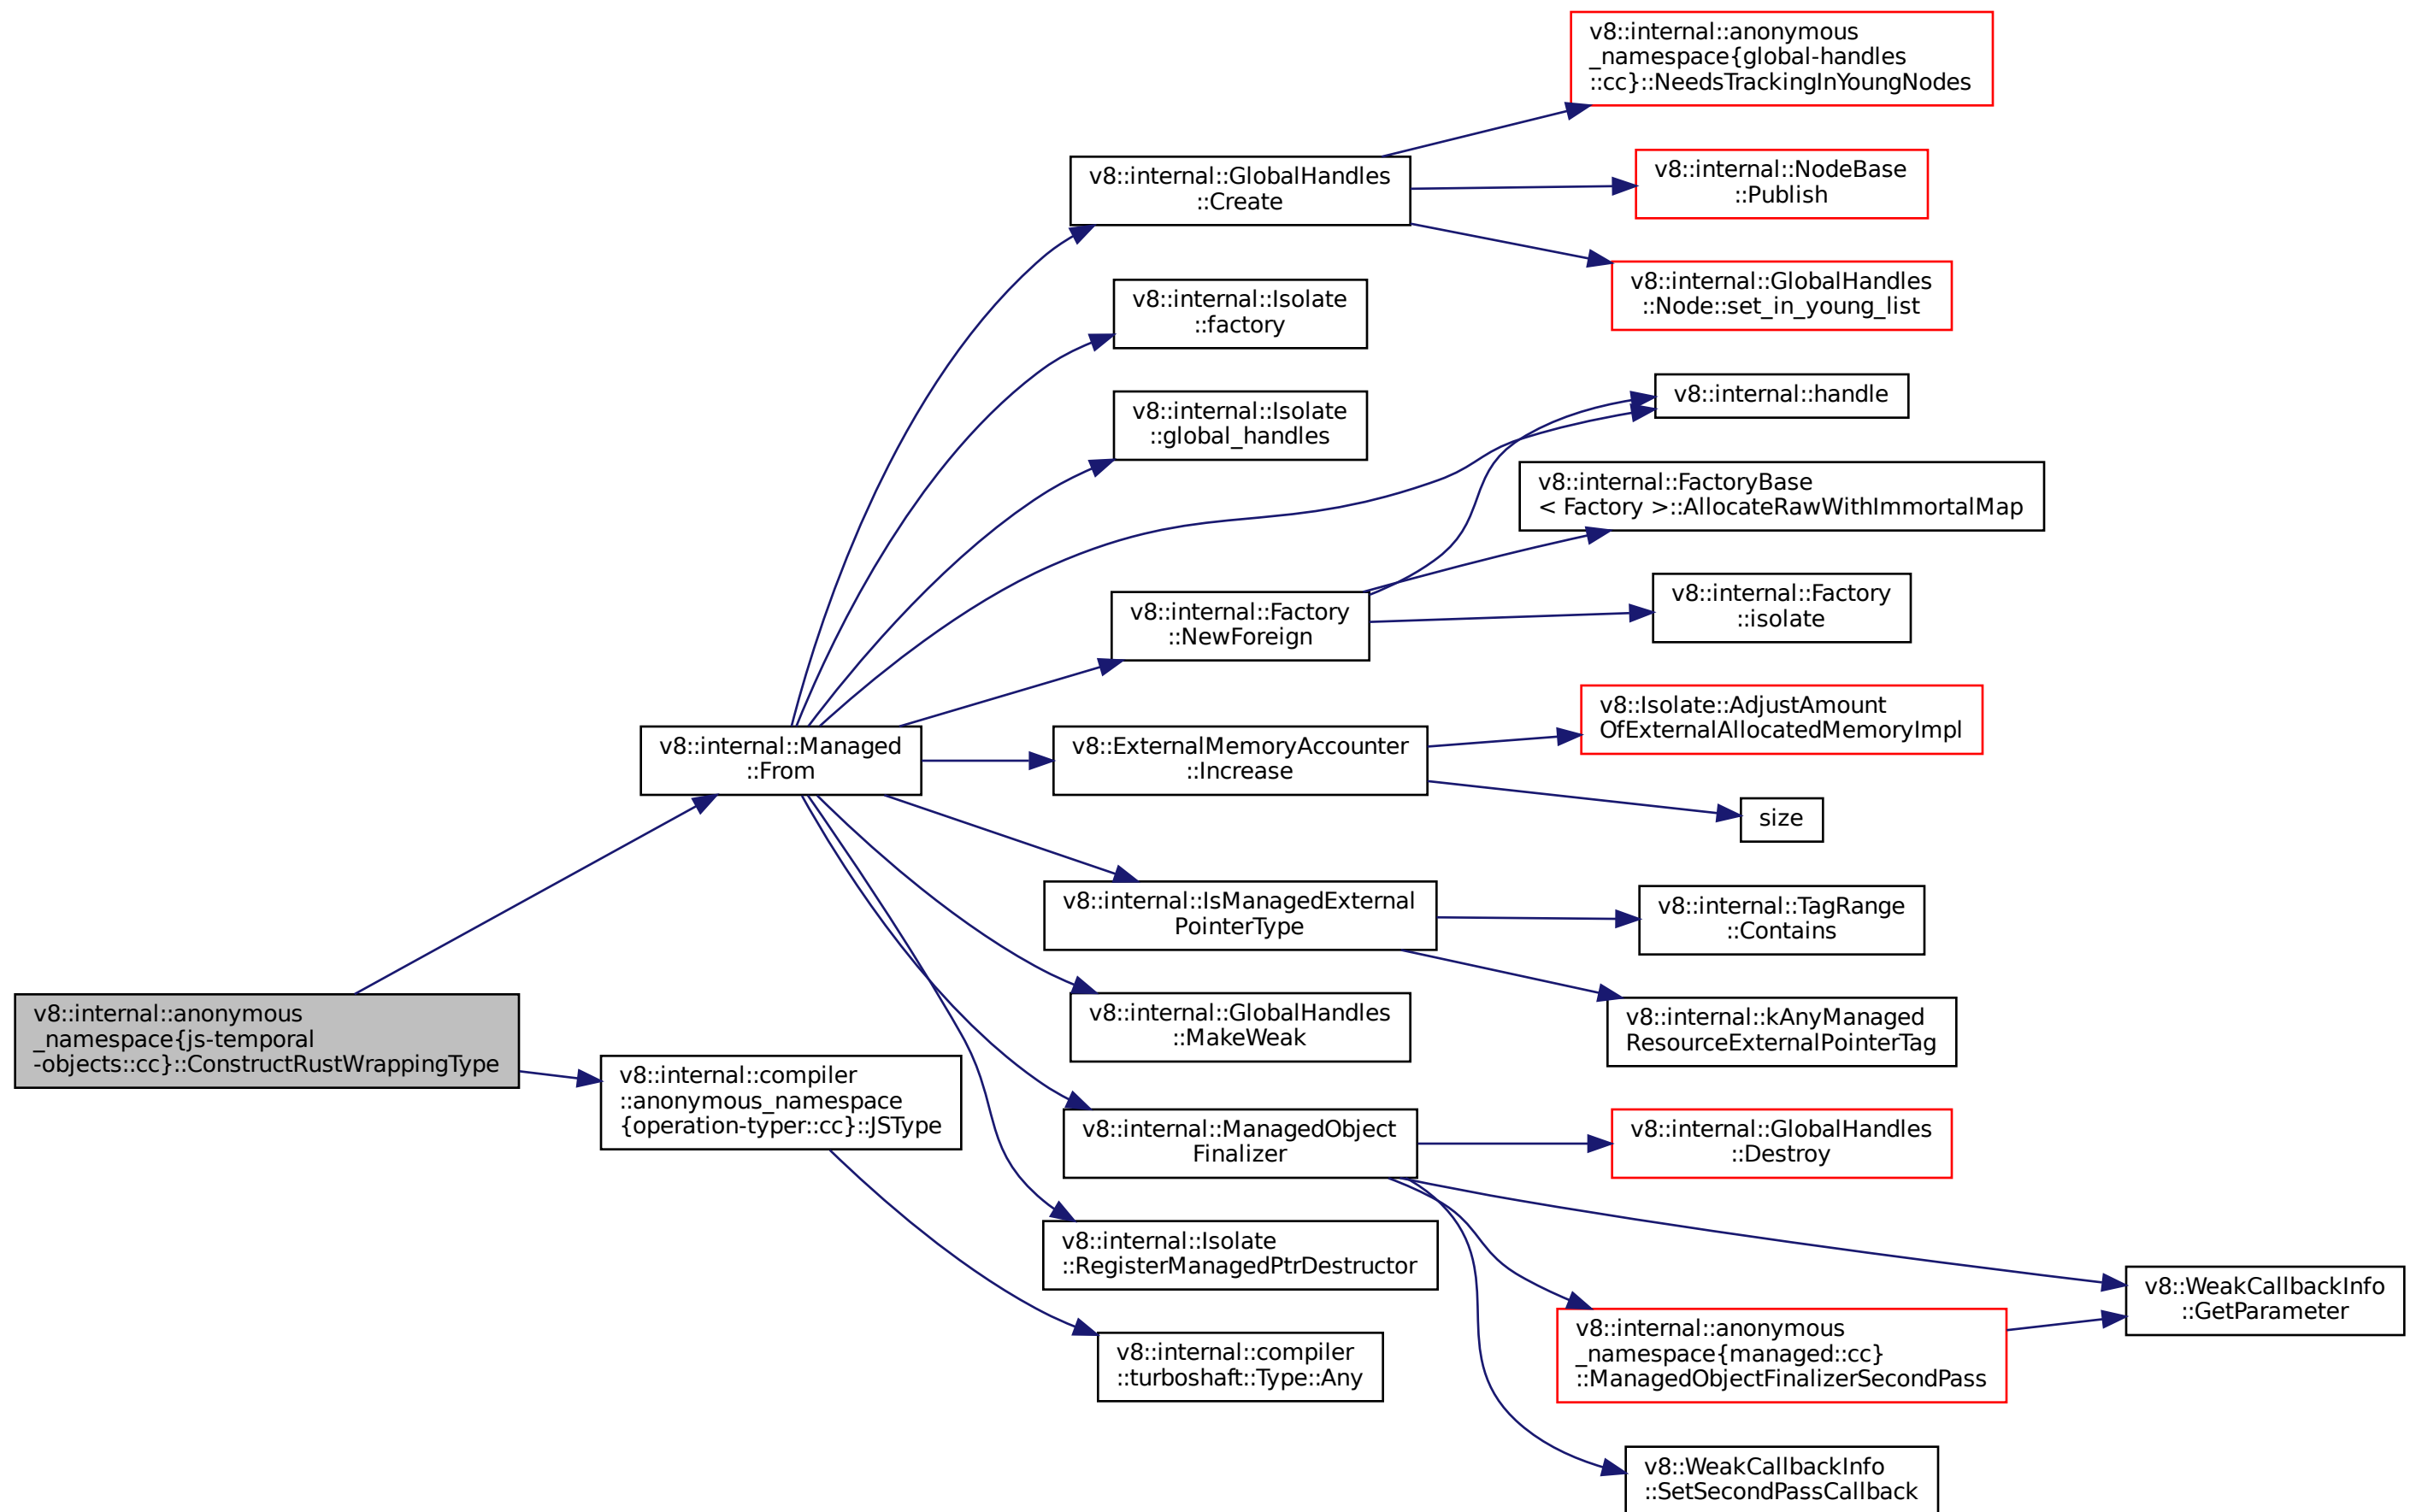 v8::internal::anonymous
_namespace{js-temporal
-objects::cc}::ConstructRustWrappingType
v8::internal::Managed
::From
v8::internal::compiler
::anonymous_namespace
{operation-typer::cc}::JSType
v8::internal::GlobalHandles
::Create
v8::internal::Isolate
::factory
v8::internal::Isolate
::global_handles
v8::internal::Factory
::NewForeign
v8::ExternalMemoryAccounter
::Increase
v8::internal::IsManagedExternal
PointerType
v8::internal::GlobalHandles
::MakeWeak
v8::internal::ManagedObject
Finalizer
v8::internal::Isolate
::RegisterManagedPtrDestructor
v8::internal::compiler
::turboshaft::Type::Any
v8::internal::anonymous
_namespace{global-handles
::cc}::NeedsTrackingInYoungNodes
v8::internal::NodeBase
::Publish
v8::internal::GlobalHandles
::Node::set_in_young_list
v8::internal::handle
v8::internal::FactoryBase
< Factory >::AllocateRawWithImmortalMap
v8::internal::Factory
::isolate
v8::Isolate::AdjustAmount
OfExternalAllocatedMemoryImpl
size
v8::internal::TagRange
::Contains
v8::internal::kAnyManaged
ResourceExternalPointerTag
v8::internal::GlobalHandles
::Destroy
v8::internal::anonymous
_namespace{managed::cc}
::ManagedObjectFinalizerSecondPass
v8::WeakCallbackInfo
::SetSecondPassCallback
v8::WeakCallbackInfo
::GetParameter